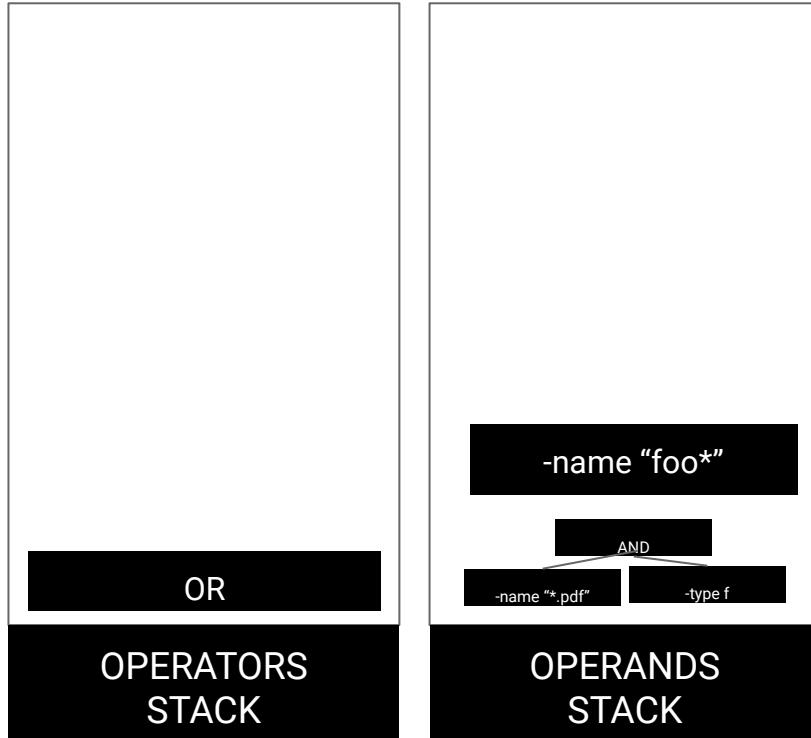 OR
OPERATORS
STACK
-name “foo*”
AND
-name “*.pdf”
-type f
OPERANDS
STACK